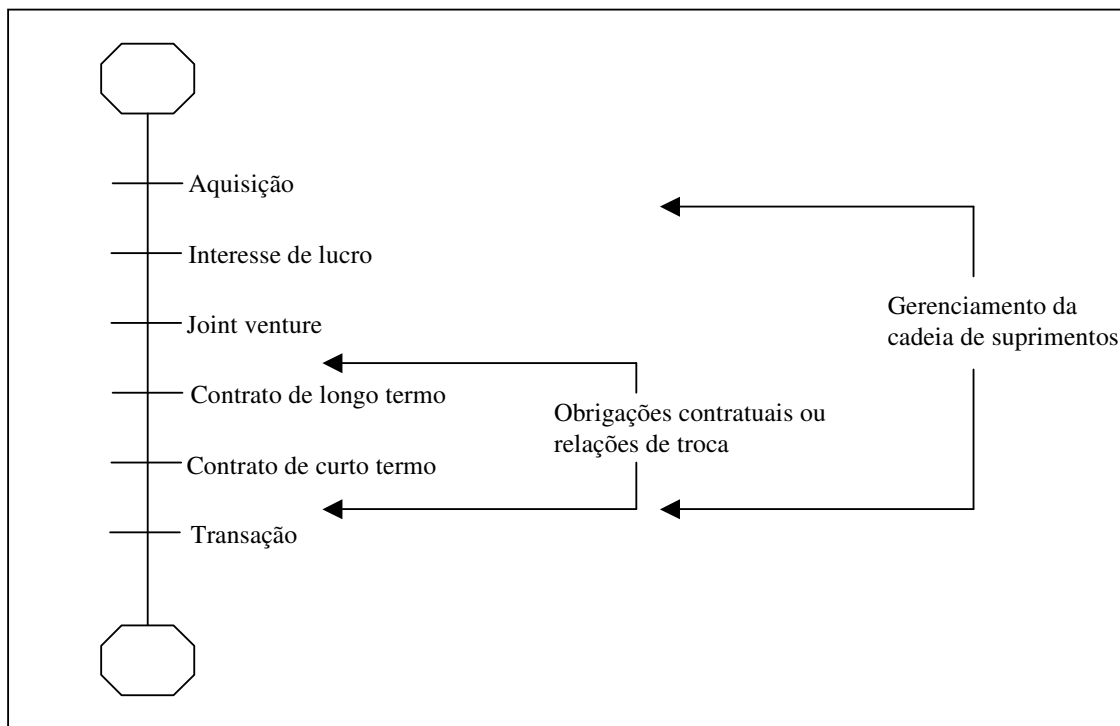 Aquisição
Interesse de lucro
Joint venture
Contrato de longo termo
Contrato de curto termo
Transação
Obrigações contratuais ou
relações de troca
Gerenciamento da
cadeia de suprimentos